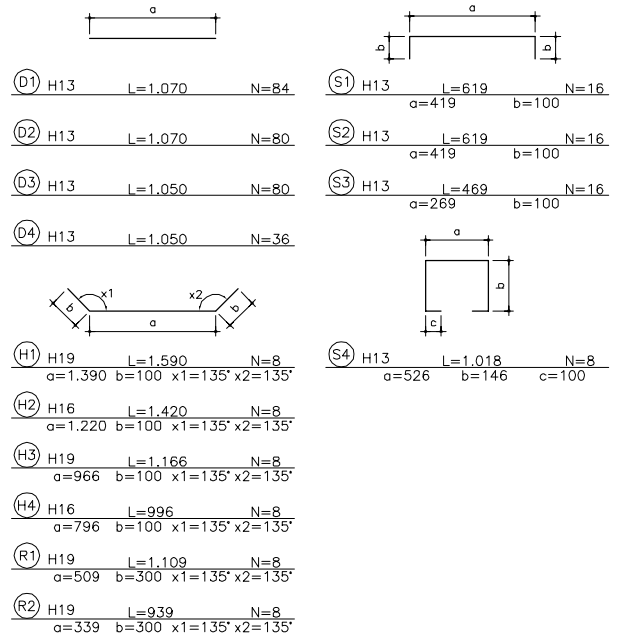 a
D1 H13 L=1.070 N=84
D2 H13 L=1.070 N=80
D3 H13 L=1.050 N=80
D4 H13 L=1.050 N=36
b x1 x2 b
a
H1 H19 L=1.590 N=8
a=1.390 b=100 x1=135° x2=135°
H2 H16 L=1.420 N=8
a=1.220 b=100 x1=135° x2=135°
H3 H19 L=1.166 N=8
a=966 b=100 x1=135° x2=135°
H4 H16 L=996 N=8
a=796 b=100 x1=135° x2=135°
R1 H19 L=1.109 N=8
a=509 b=300 x1=135° x2=135°
R2 H19 L=939 N=8
a=339 b=300 x1=135° x2=135°
a
b b
S1 H13 L=619 N=16
a=419 b=100
S2 H13 L=619 N=16
a=419 b=100
S3 H13 L=469 N=16
a=269 b=100
a
b
c
S4 H13 L=1.018 N=8
a=526 b=146 c=100